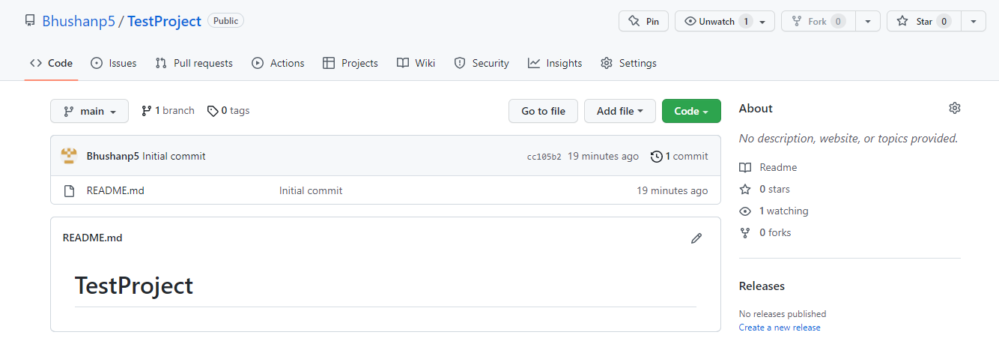 Bhushanp5 / TestProject Public Pin Unwatch 1 Fork 0 Star 0
Code Issues Pull requests Actions Projects Wiki Security Insights Settings
main 1 branch 0 tags Go to file Add file Code
Bhushanp5 Initial commit cc105b2 19 minutes ago 1 commit
README.md Initial commit 19 minutes ago
README.md
TestProject
About
No description, website, or topics provided.
Readme
0 stars
1 watching
0 forks
Releases
No releases published
Create a new release